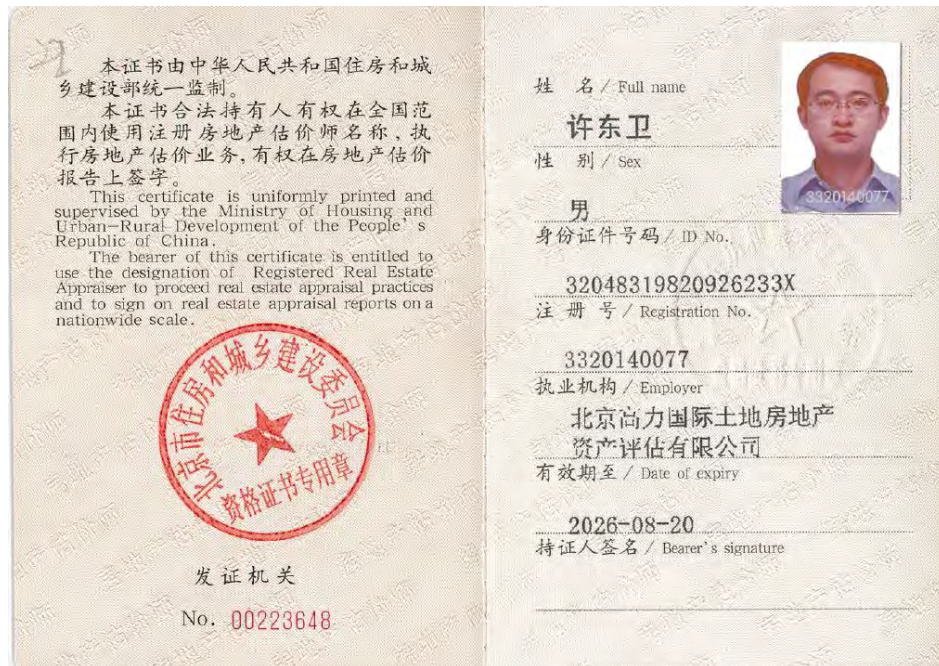 本证书由中华人民共和国住房和城
乡建设部统一监制。
本证书合法持有人有权在全国范
围内使用注册房地产估价师名称、执
行房地产估价业务,有权在房地产估价
报告上签字。
This certificate is uniformly printed and
supervised by the Ministry of Housing and
Urban-Rural Development of the People's
Republic of China.
The bearer of this certificate is entitled to
use the designation of Registered Real Estate
Appraiser to proceed real estate appraisal practices
and to sign on real estate appraisal reports on a
nationwide scale.
北京市住房和城乡建设委员会
资格证书专用章
发证机关
No. 00223648
姓 名 / Full name
许东卫
性 别 / Sex
男
身份证件号码 / ID No.
32048319820926233X
注 册 号 / Registration No.
3320140077
执业机构 / Employer
北京高力国际土地房地产
资产评估有限公司
有效期至 / Date of expiry
2026-08-20
持证人签名 / Bearer's signature
3320140077